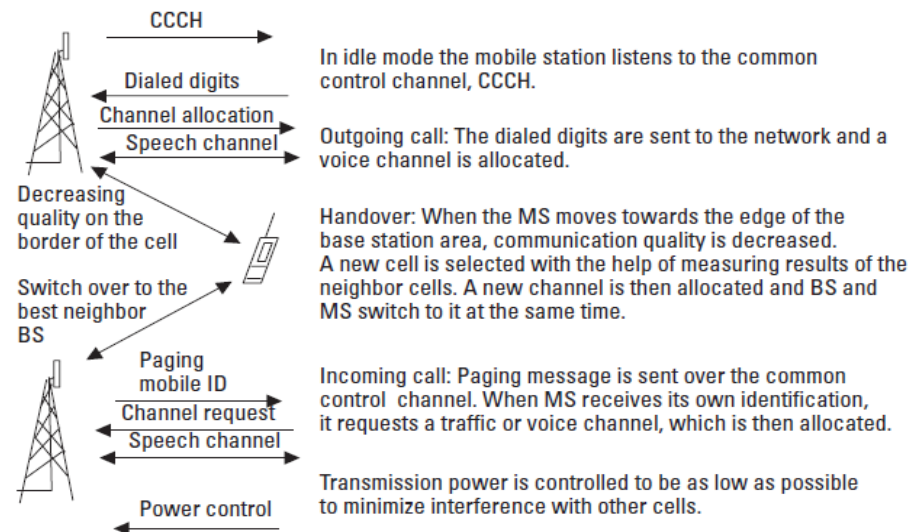 CCCH
In idle mode the mobile station listens to the common
control channel, CCCH.
Dialed digits
Channel allocation
Speech channel
Outgoing call: The dialed digits are sent to the network and a
voice channel is allocated.
Decreasing
quality on the
border of the cell
Handover: When the MS moves towards the edge of the
base station area, communication quality is decreased.
A new cell is selected with the help of measuring results of the
neighbor cells. A new channel is then allocated and BS and
MS switch to it at the same time.
Switch over to the
best neighbor
BS
Paging
mobile ID
Channel request
Speech channel
Incoming call: Paging message is sent over the common
control channel. When MS receives its own identification,
it requests a traffic or voice channel, which is then allocated.
Power control
Transmission power is controlled to be as low as possible
to minimize interference with other cells.